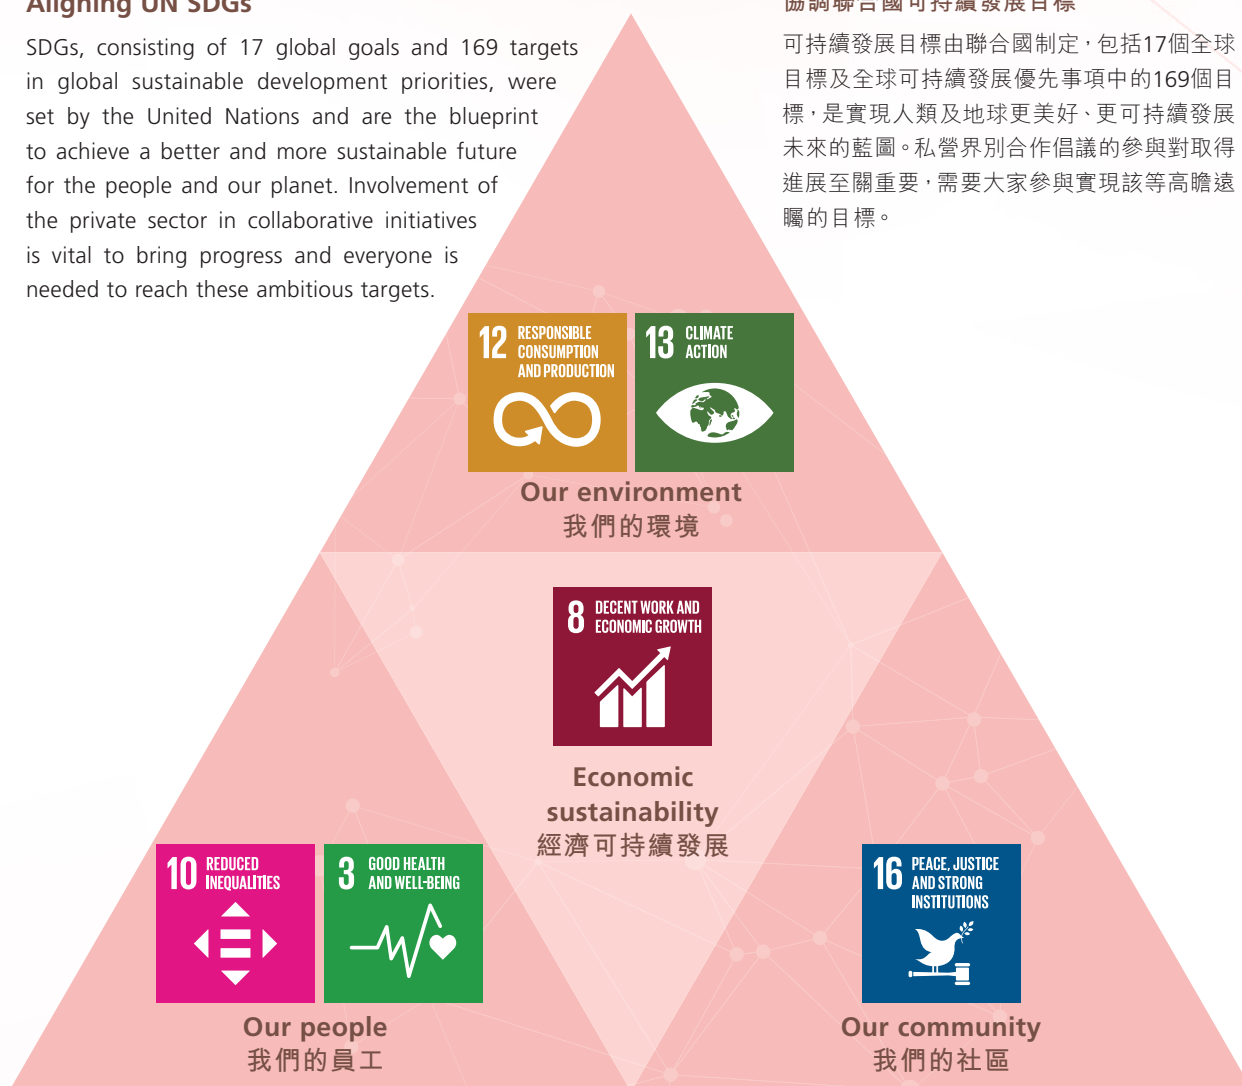 Aligning UN SDGs
SDGs, consisting of 17 global goals and 169 targets
in global sustainable development priorities, were
set by the United Nations and are the blueprint
to achieve a better and more sustainable future
for the people and our planet. Involvement of
the private sector in collaborative initiatives
is vital to bring progress and everyone is
needed to reach these ambitious targets.
協調聯合國可持續發展目標
可持續發展目標由聯合國制定，包括17個全球
目標及全球可持續發展優先事項中的169個目
標，是實現人類及地球更美好、更可持續發展
未來的藍圖。私營界別合作倡議的參與對取得
進展至關重要，需要大家參與實現該等高瞻遠
矚的目標。
12 RESPONSIBLE
CONSUMPTION
AND PRODUCTION
13 CLIMATE
ACTION
Our environment
我們的環境
8 DECENT WORK AND
ECONOMIC GROWTH
Economic
sustainability
經濟可持續發展
10 REDUCED
INEQUALITIES
3 GOOD HEALTH
AND WELL-BEING
Our people
我們的員工
16 PEACE, JUSTICE
AND STRONG
INSTITUTIONS
Our community
我們的社區